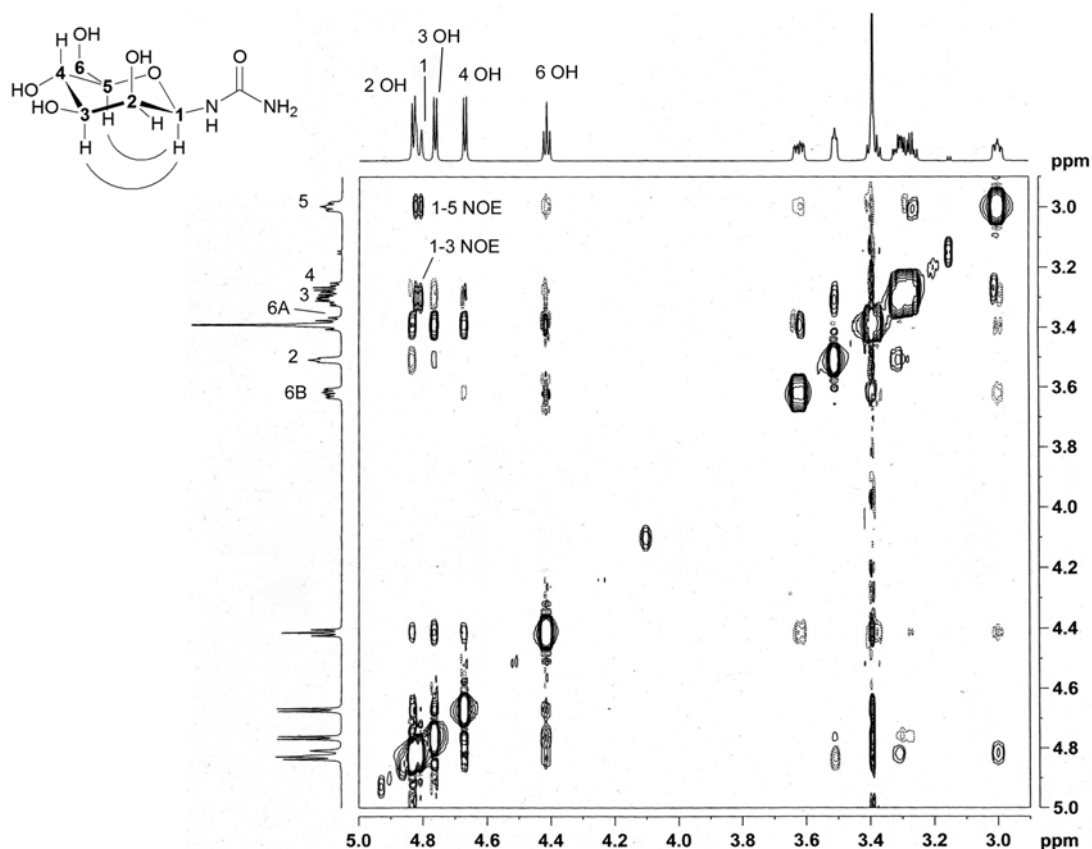 H OH
6
OH
O
4
5
O
HO
2
HO
N
H
NH2
3
H
H
1
H
H
2 OH
1
3 OH
4 OH
6 OH
ppm
5
1-5 NOE
3.0
1-3 NOE
4
3.2
3
6A
3.4
2
6B
3.6
3.8
4.0
4.2
4.4
4.6
4.8
5.0
5.0 4.8 4.6 4.4 4.2 4.0 3.8 3.6 3.4 3.2 3.0 ppm